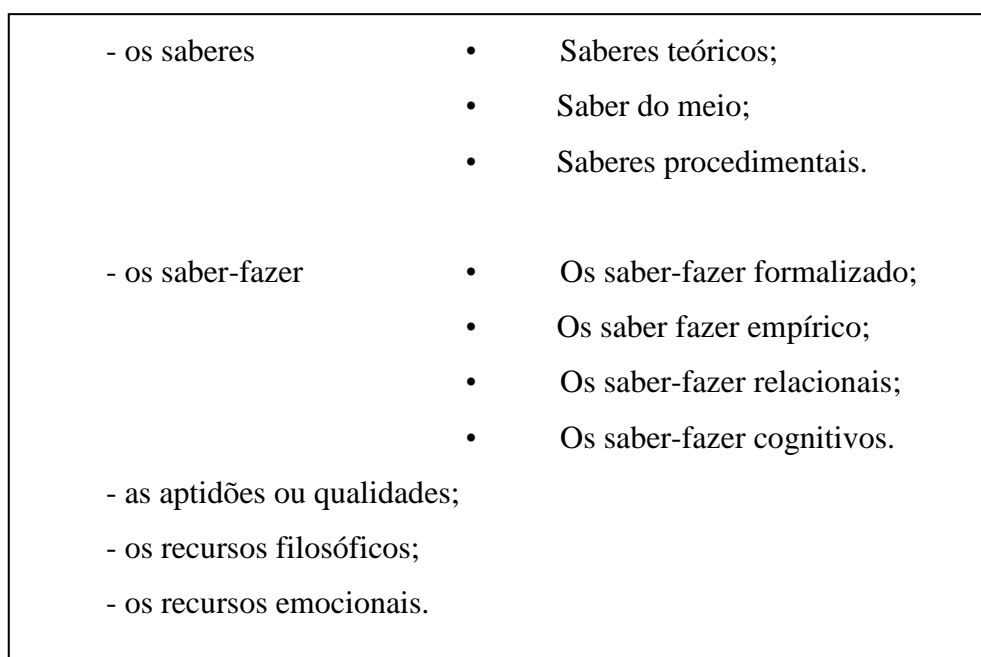 - os saberes • Saberes teóricos;
• Saber do meio;
• Saberes procedimentais.
- os saber-fazer • Os saber-fazer formalizado;
• Os saber fazer empírico;
• Os saber-fazer relacionais;
• Os saber-fazer cognitivos.
- as aptidões ou qualidades;
- os recursos filosóficos;
- os recursos emocionais.